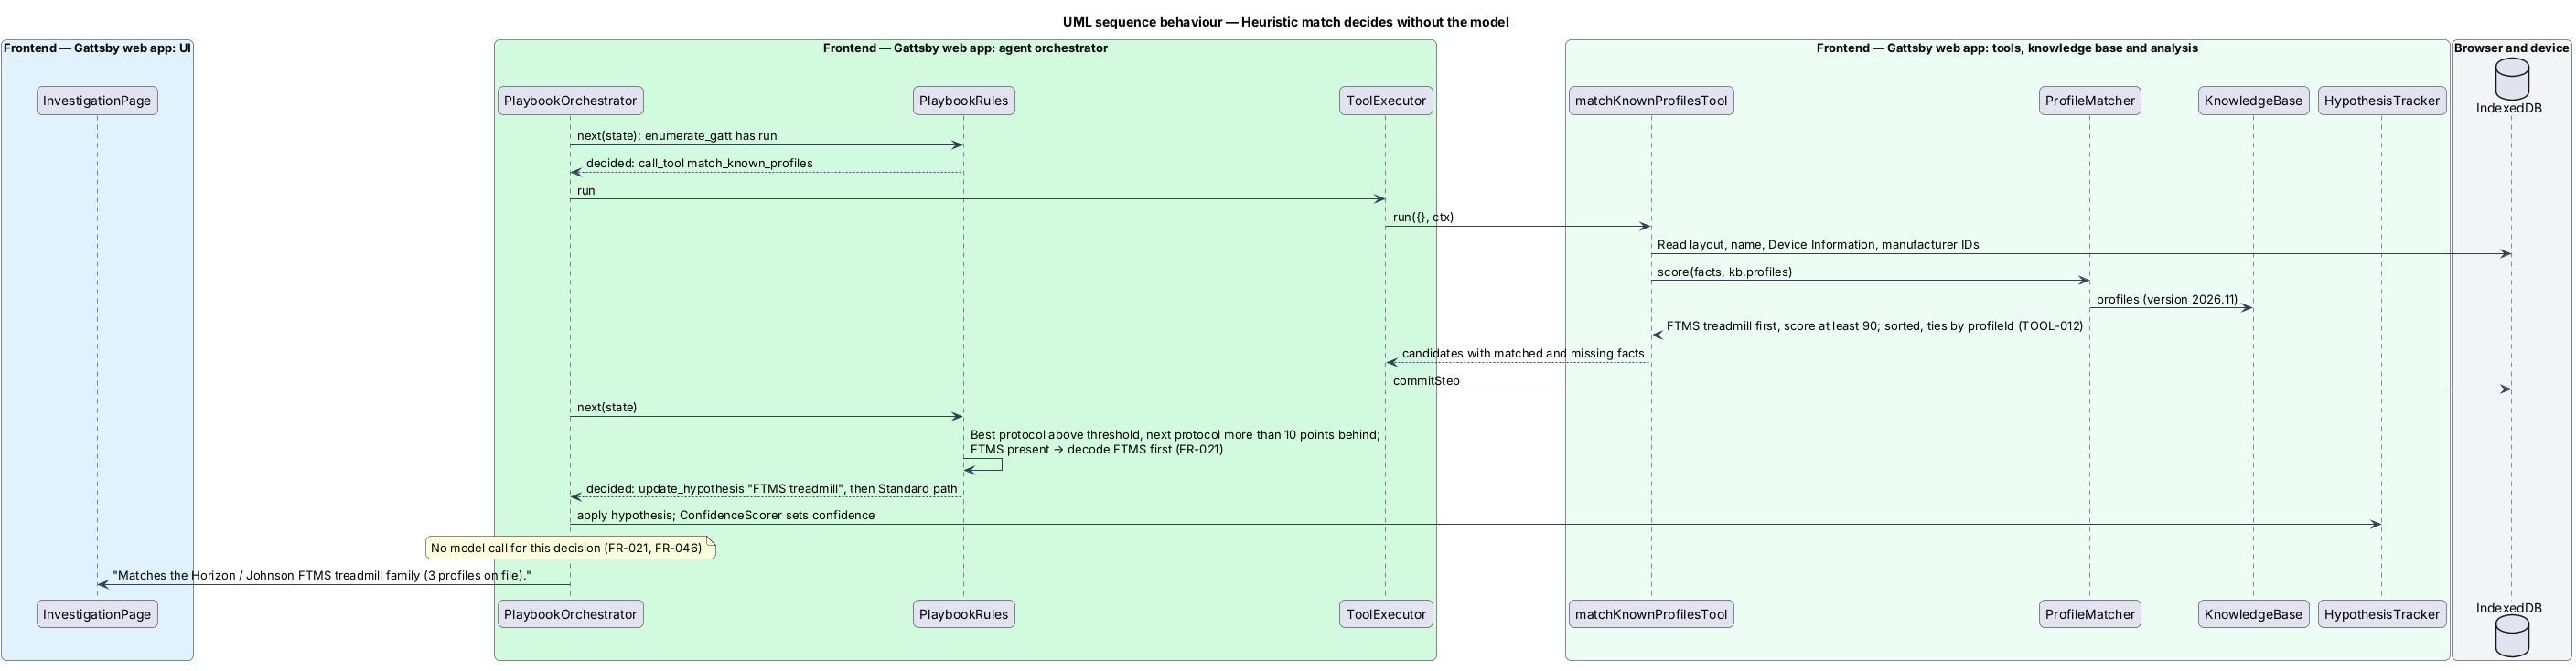 UML sequence behaviour — Heuristic match decides without the model
Frontend — Gattsby web app: UI
Frontend — Gattsby web app: agent orchestrator
Frontend — Gattsby web app: tools, knowledge base and analysis
Browser and device
InvestigationPage
PlaybookOrchestrator
PlaybookRules
ToolExecutor
matchKnownProfilesTool
ProfileMatcher
KnowledgeBase
HypothesisTracker
IndexedDB
next(state): enumerate_gatt has run
decided: call_tool match_known_profiles
run
run({}, ctx)
Read layout, name, Device Information, manufacturer IDs
score(facts, kb.profiles)
profiles (version 2026.11)
FTMS treadmill first, score at least 90; sorted, ties by profileId (TOOL-012)
candidates with matched and missing facts
commitStep
next(state)
Best protocol above threshold, next protocol more than 10 points behind;
FTMS present → decode FTMS first (FR-021)
decided: update_hypothesis "FTMS treadmill", then Standard path
apply hypothesis; ConfidenceScorer sets confidence
No model call for this decision (FR-021, FR-046)
"Matches the Horizon / Johnson FTMS treadmill family (3 profiles on file)."
InvestigationPage
PlaybookOrchestrator
PlaybookRules
ToolExecutor
matchKnownProfilesTool
ProfileMatcher
KnowledgeBase
HypothesisTracker
IndexedDB